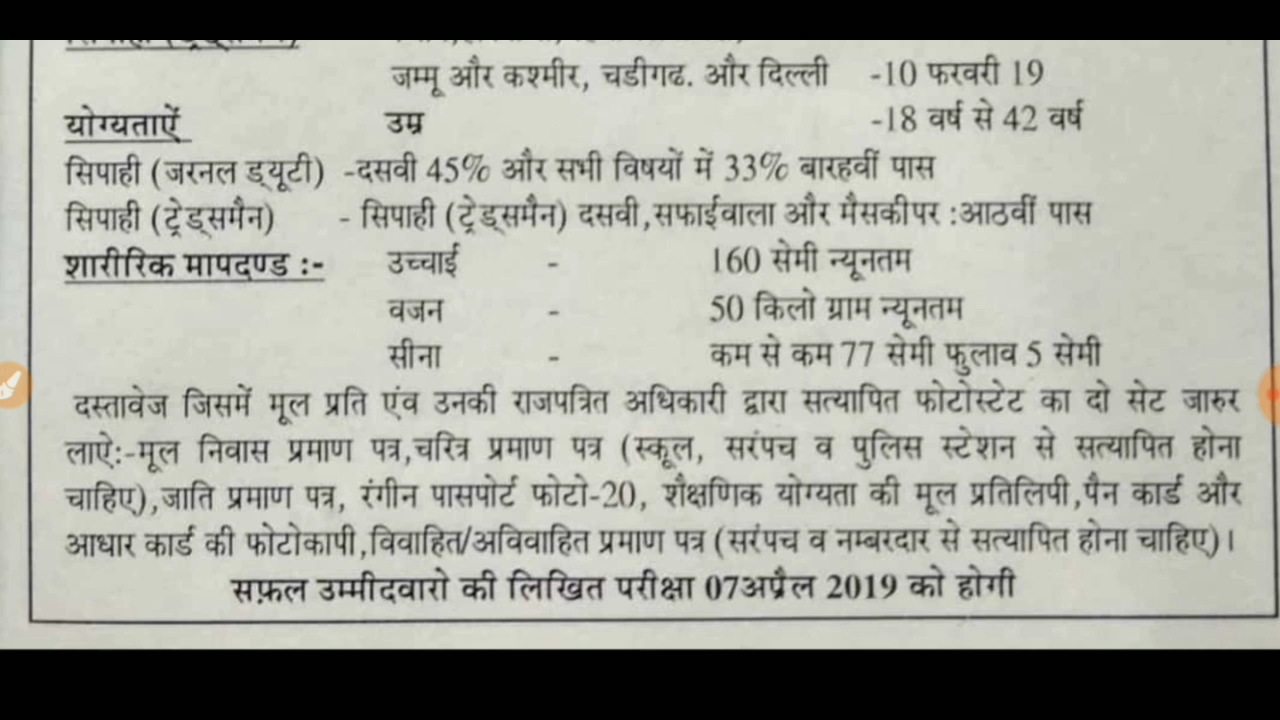 जम्मू और कश्मीर, चडीगढ. और दिल्ली -10 फरवरी 19
योग्यताऐं उम्र -18 वर्ष से 42 वर्ष
सिपाही (जरनल ड्यूटी) -दसवी 45% और सभी विषयों में 33% बारहवीं पास
सिपाही (ट्रेड्समैन) - सिपाही (ट्रेड्समैन) दसवी,सफाईवाला और मैसकीपर :आठवीं पास
शारीरिक मापदण्ड :- उच्चाई - 160 सेमी न्यूनतम
वजन - 50 किलो ग्राम न्यूनतम
सीना - कम से कम 77 सेमी फुलाव 5 सेमी
दस्तावेज जिसमें मूल प्रति एंव उनकी राजपत्रित अधिकारी द्वारा सत्यापित फोटोस्टेट का दो सेट जारुर
लाऐ:-मूल निवास प्रमाण पत्र,चरित्र प्रमाण पत्र (स्कूल, सरंपच व पुलिस स्टेशन से सत्यापित होना
चाहिए),जाति प्रमाण पत्र, रंगीन पासपोर्ट फोटो-20, शैक्षणिक योग्यता की मूल प्रतिलिपी,पैन कार्ड और
आधार कार्ड की फोटोकापी,विवाहित/अविवाहित प्रमाण पत्र (सरंपच व नम्बरदार से सत्यापित होना चाहिए)।
सफ़ल उम्मीदवारो की लिखित परीक्षा 07अप्रैल 2019 को होगी